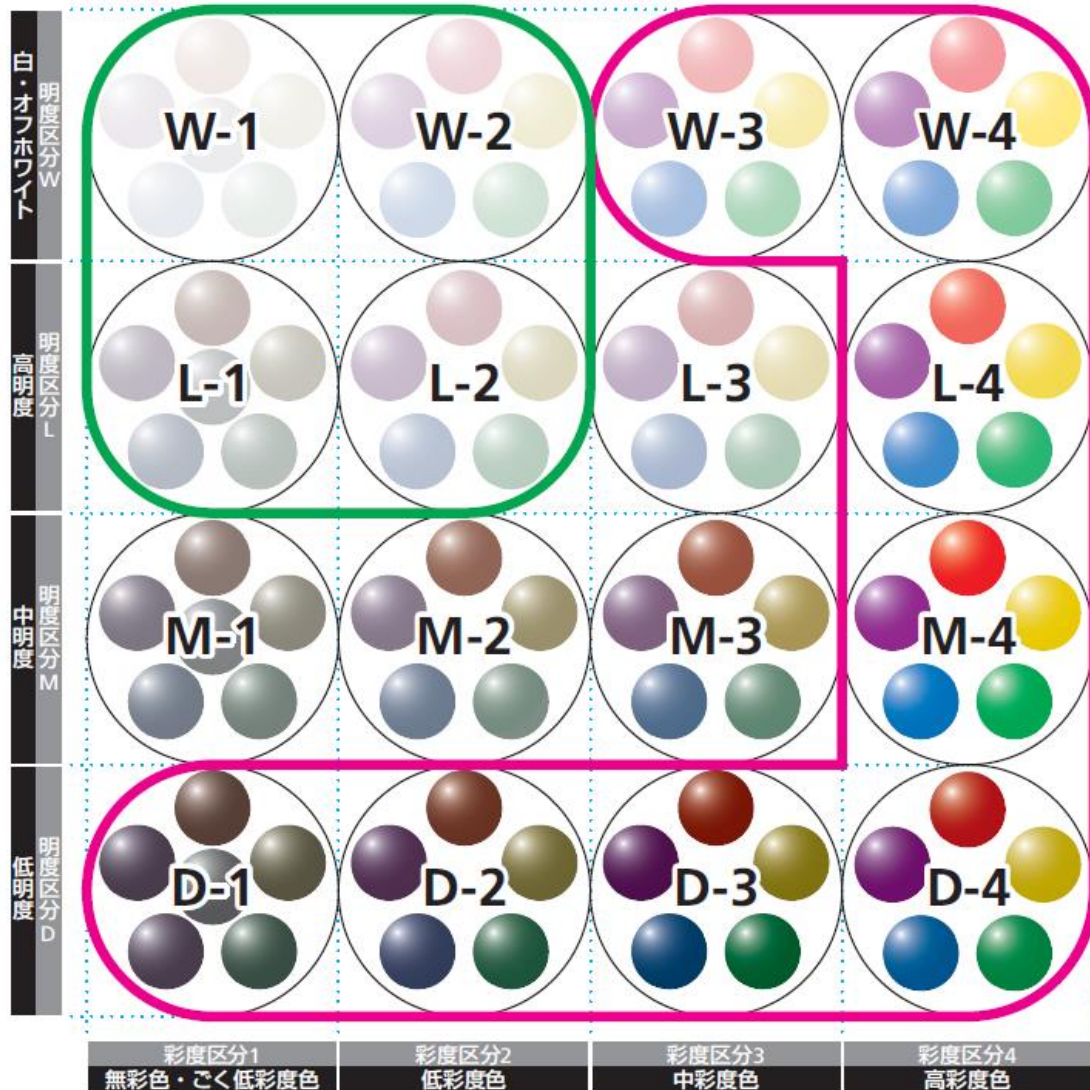 白・オフホワイト
明度区分W
W-1
W-2
W-3
W-4
高明度
明度区分L
L-1
L-2
L-3
L-4
中明度
明度区分M
M-1
M-2
M-3
M-4
低明度
明度区分D
D-1
D-2
D-3
D-4
彩度区分1
彩度区分2
彩度区分3
彩度区分4
無彩色・ごく低彩度色
低彩度色
中彩度色
高彩度色